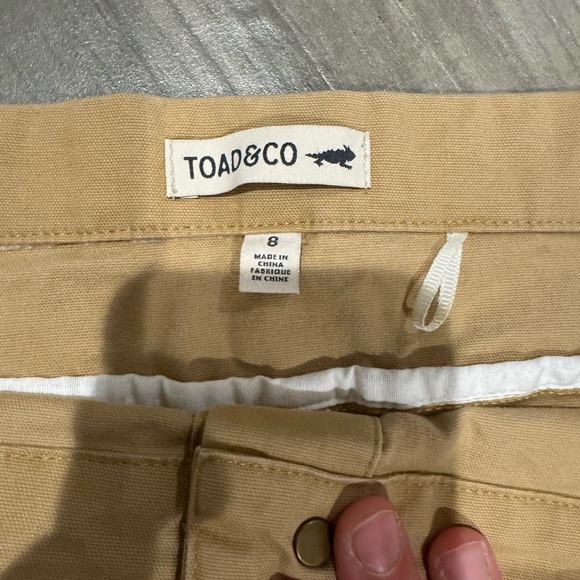 TOAD&CO
8
MADE IN
CHINA
FABRIQUE
EN CHINE